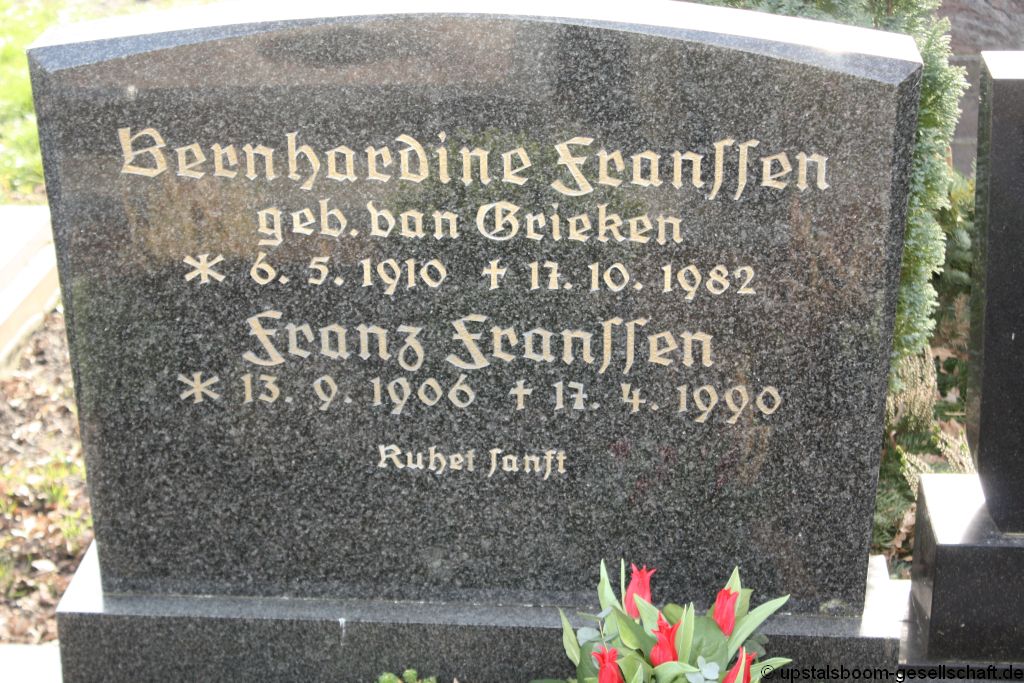 Bernhardine Franssen
geb. van Grieken
* 6. 5. 1910 † 17. 10. 1982
Franz Franssen
* 13. 9. 1906 † 17. 4. 1990
Ruhet sanft
© upstalsboom-gesellschaft.de